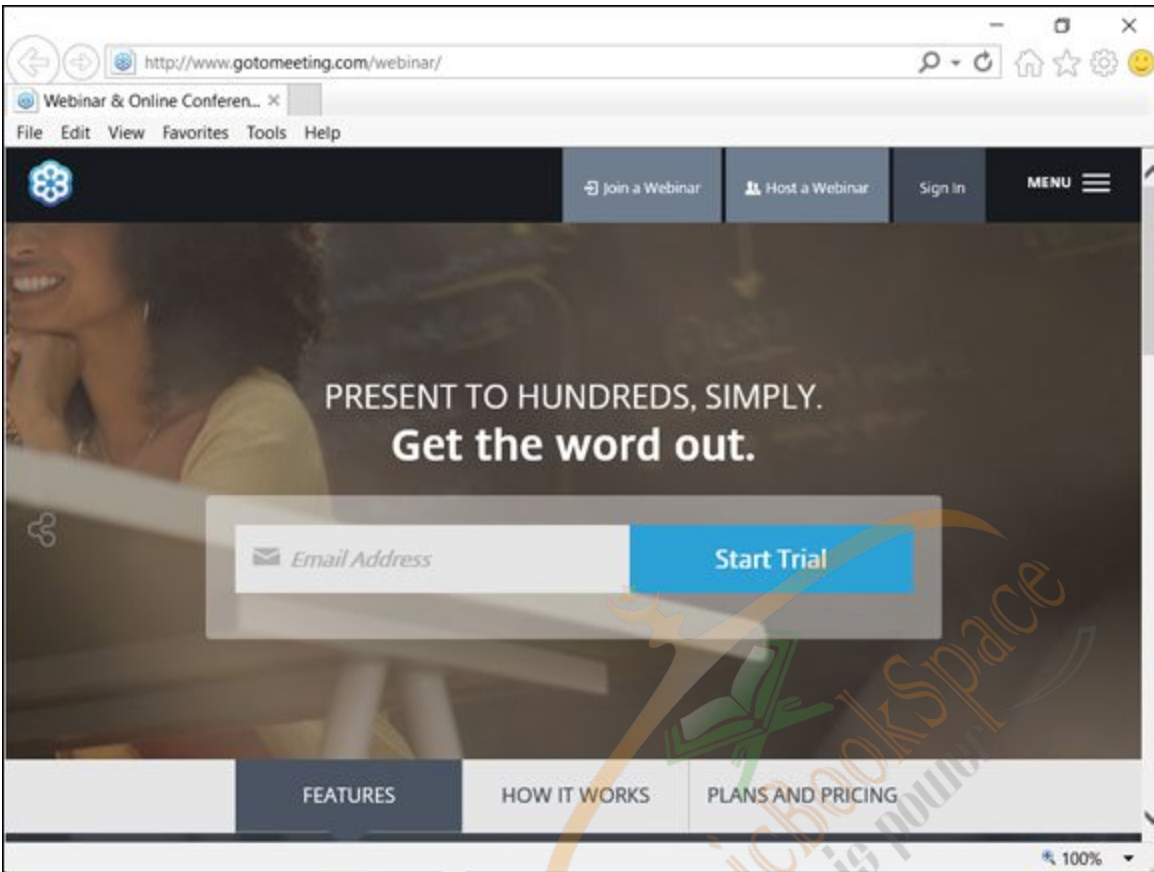 http://www.gotomeeting.com/webinar/
Webinar & Online Conferen...
File Edit View Favorites Tools Help
Join a Webinar Host a Webinar Sign In MENU
PRESENT TO HUNDREDS, SIMPLY.
Get the word out.
Email Address Start Trial
FEATURES HOW IT WORKS PLANS AND PRICING
100%